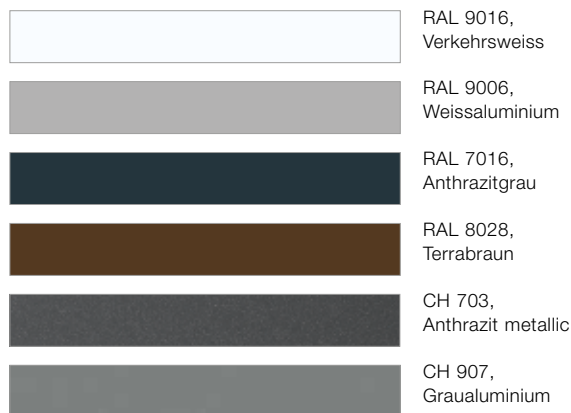 RAL 9016,
Verkehrsweiss
RAL 9006,
Weissaluminium
RAL 7016,
Anthrazitgrau
RAL 8028,
Terrabraun
CH 703,
Anthrazit metallic
CH 907,
Graualuminium